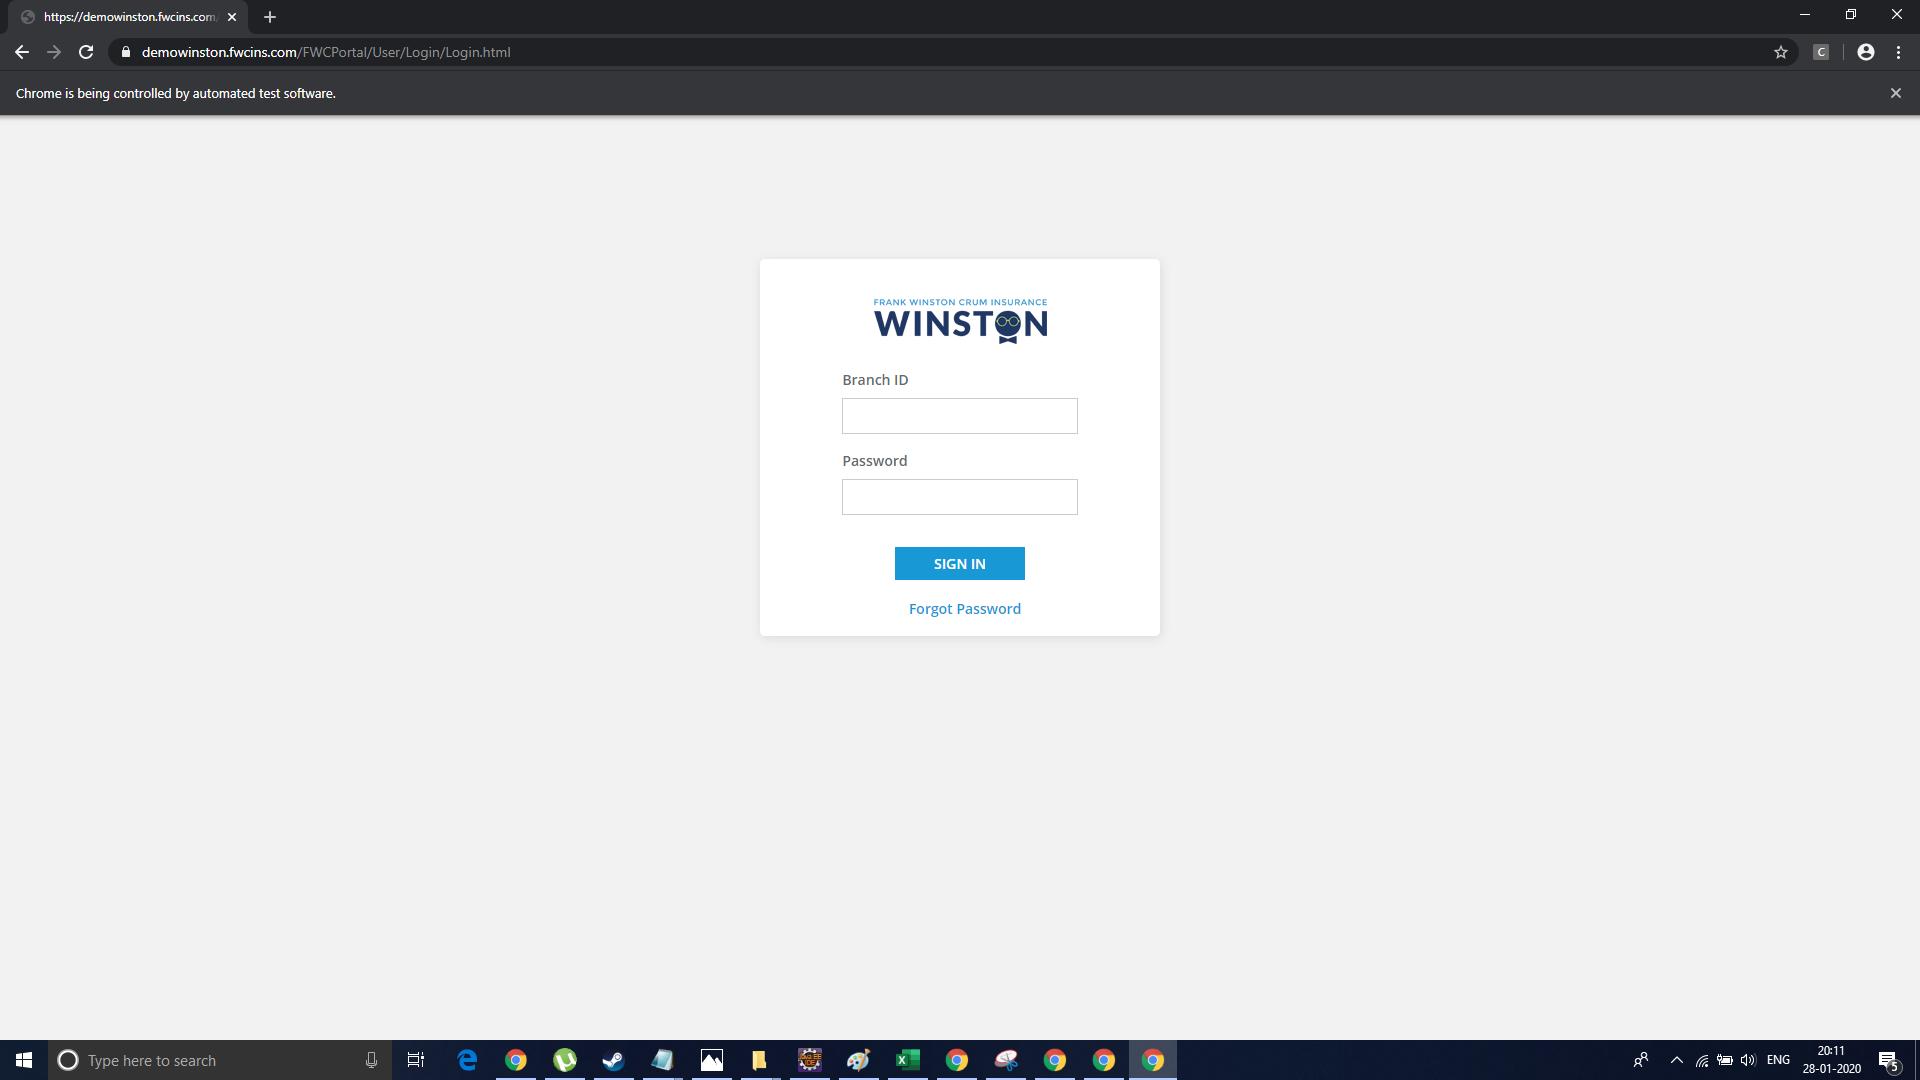 https://demowinston.fwcins.com/
demowinston.fwcins.com/FWCPortal/User/Login/Login.html
C
Chrome is being controlled by automated test software.
FRANK WINSTON CRUM INSURANCE
WINSTON
Branch ID
Password
SIGN IN
Forgot Password
Type here to search
ENG
20:11
28-01-2020
5